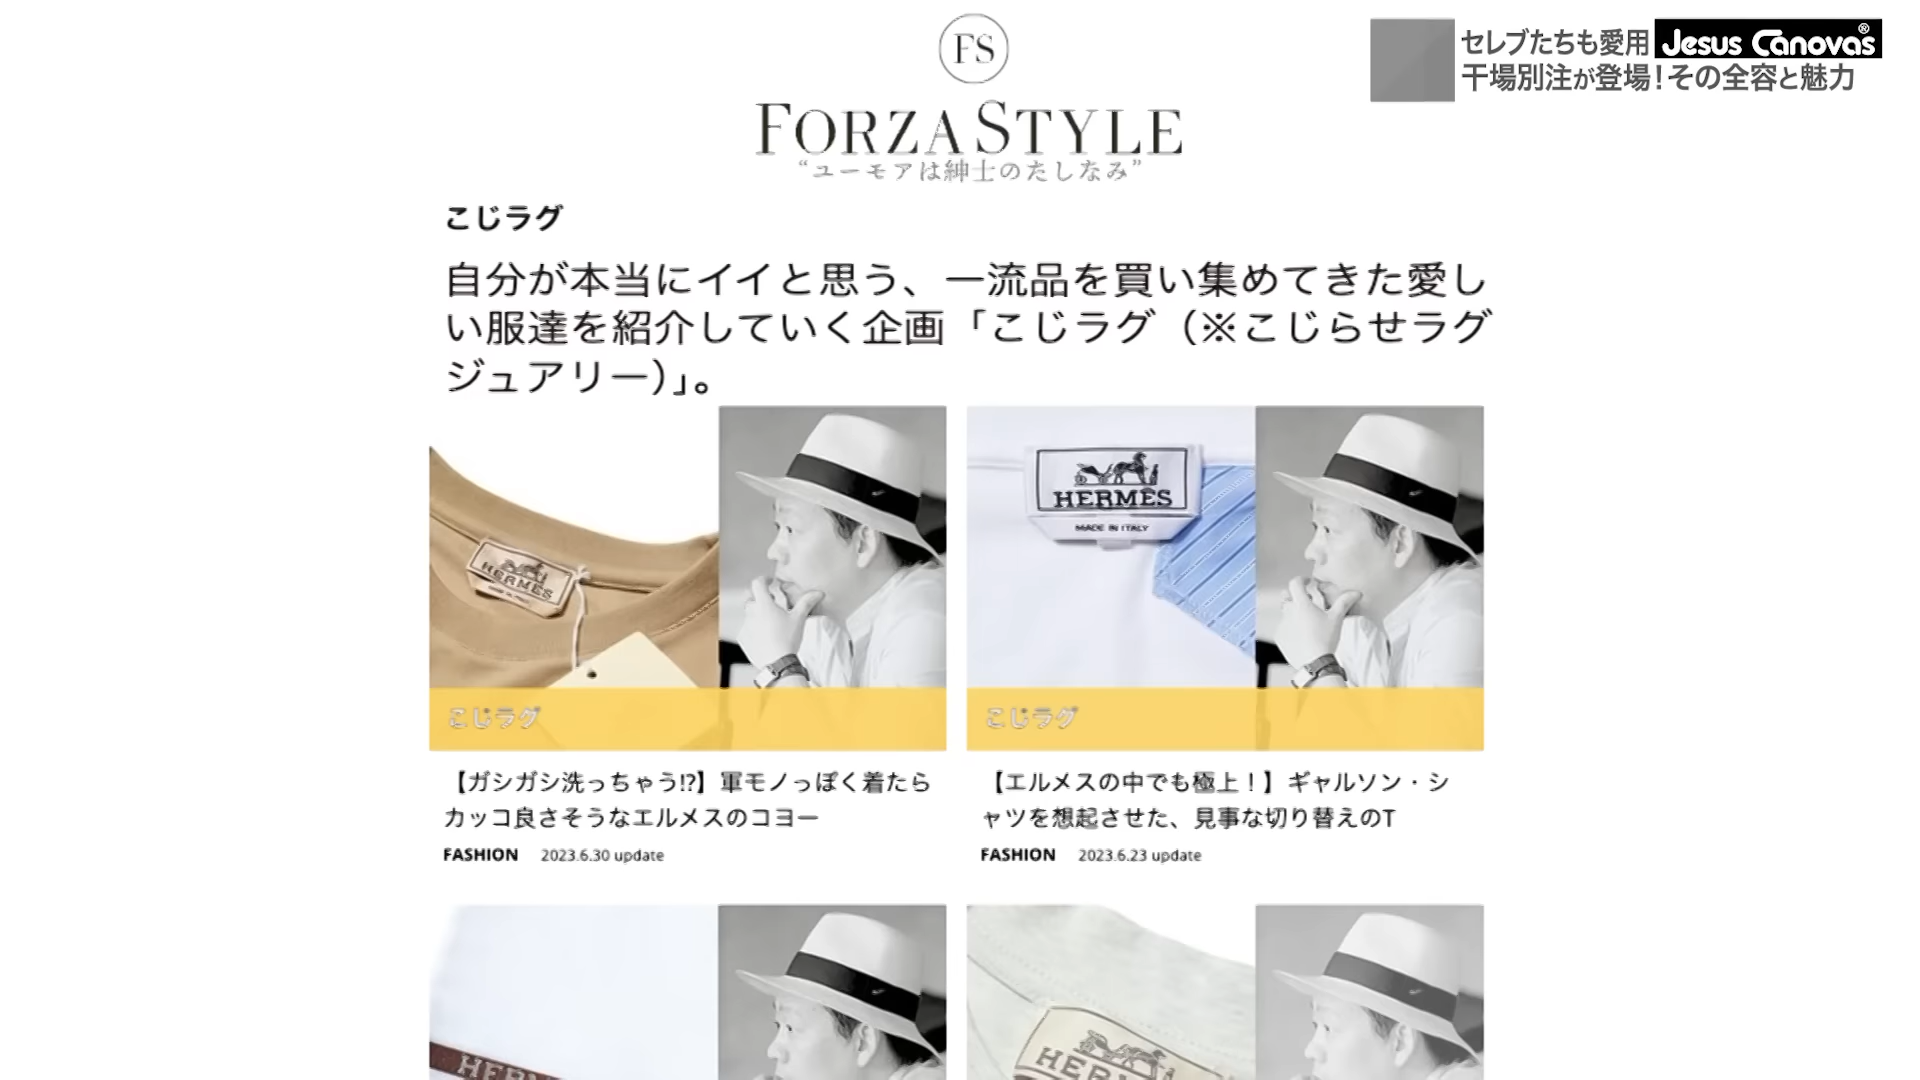 FS
FORZA STYLE
“ユーモアは紳士のたしなみ”
セレブたちも愛用 Jesus Canovas®
干場別注が登場！その全容と魅力
こじラグ
自分が本当にイイと思う、一流品を買い集めてきた愛し
い服達を紹介していく企画「こじラグ（※こじらせラグ
ジュアリー）」。
HERMES
HERMES
MADE IN ITALY
こじラグ
こじラグ
【ガシガシ洗っちゃう!?】軍モノっぽく着たら
カッコ良さそうなエルメスのコヨー
FASHION 2023.6.30 update
【エルメスの中でも極上！】ギャルソン・シ
ャツを想起させた、見事な切り替えのT
FASHION 2023.6.23 update